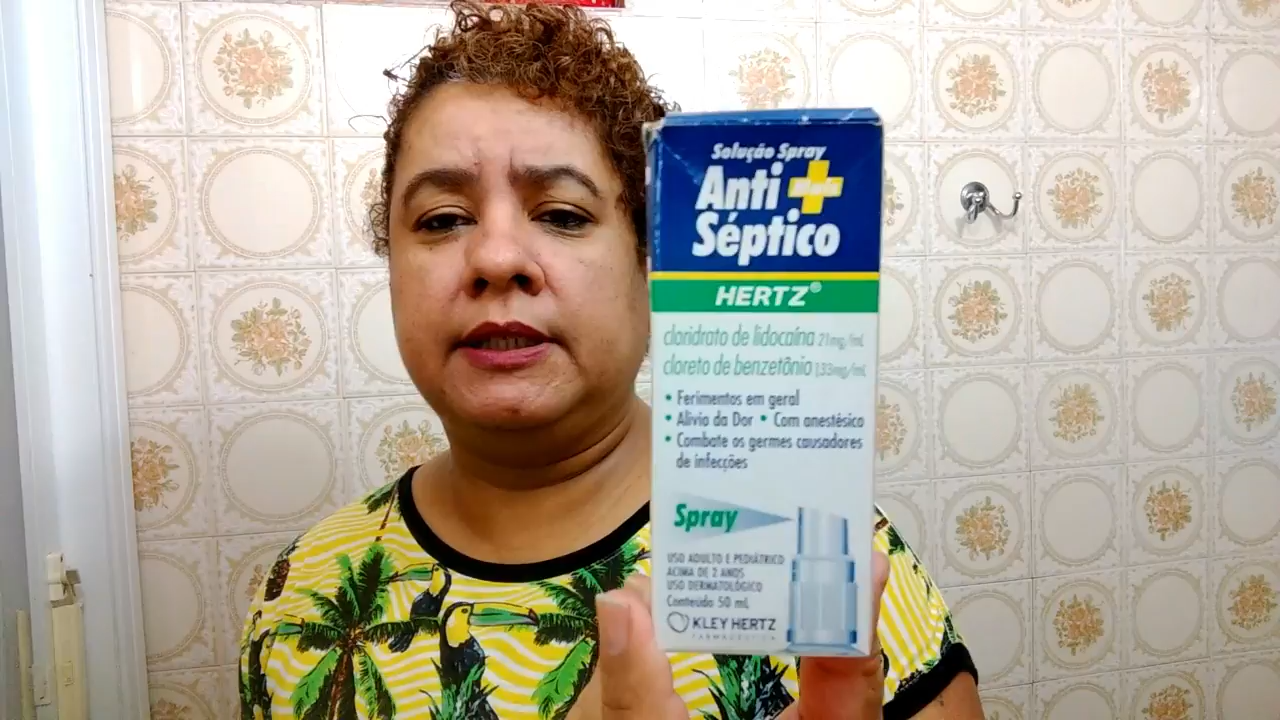 Solução Spray
Anti
Séptico
HERTZ®
cloridrato de lidocaína 21mg/mL
cloreto de benzetônio 1,33mg/mL
• Ferimentos em geral
• Alívio da Dor • Com anestésico
• Combate os germes causadores
de infecções
Spray
USO ADULTO E PEDIÁTRICO
ACIMA DE 2 ANOS
USO DERMATOLÓGICO
Conteúdo 50 mL
KLEY HERTZ
FARMACÊUTICA